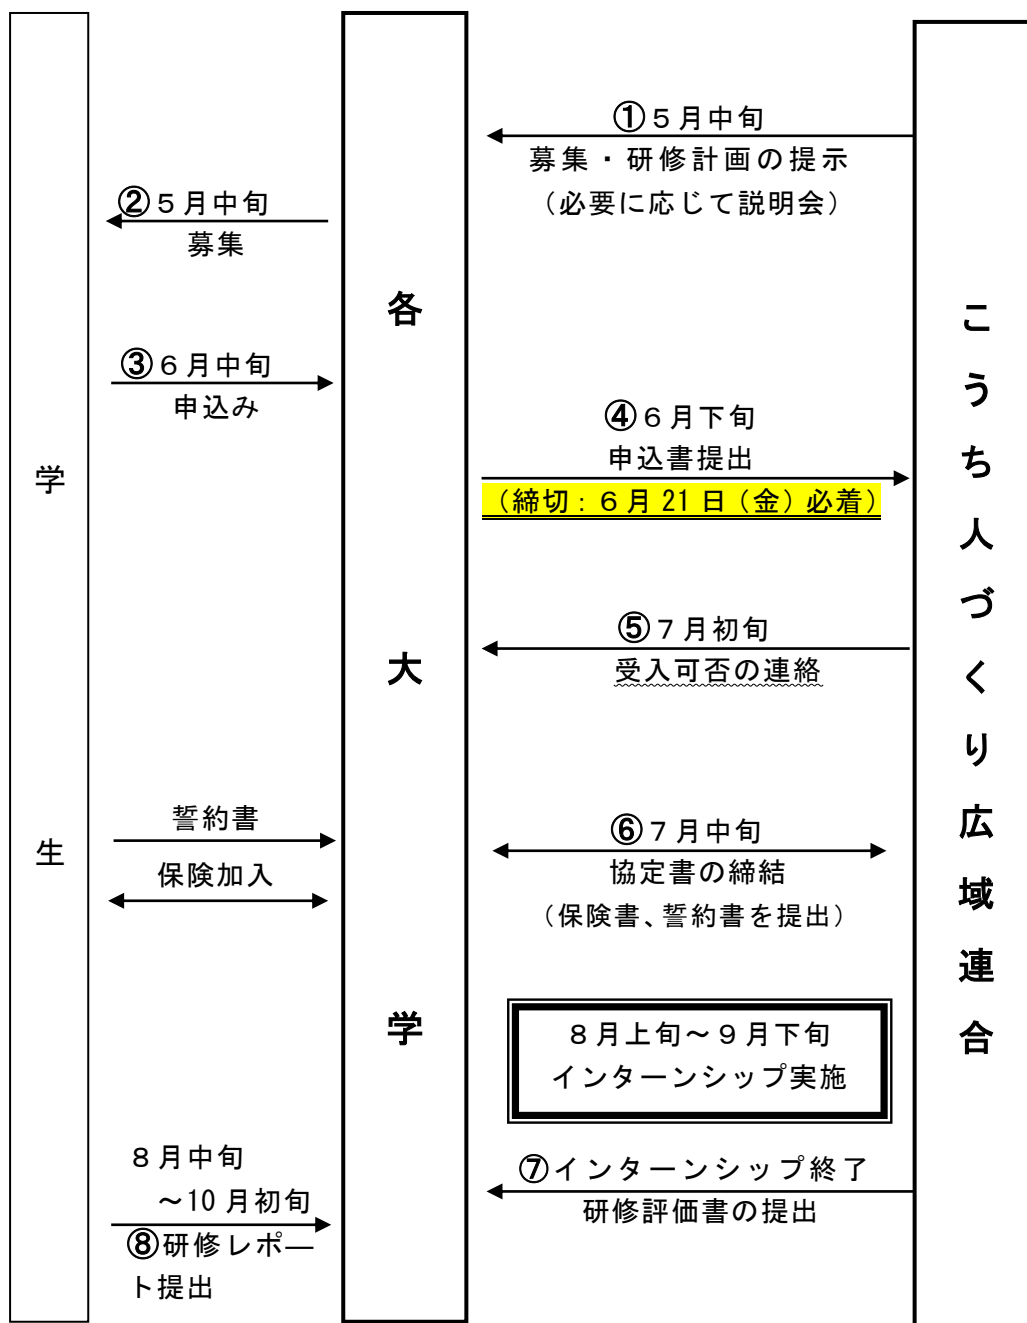 ①５月中旬
募集・研修計画の提示
（必要に応じて説明会）
②５月中旬
募集
各大学
こうち人づくり広域連合
学生
③６月中旬
申込み
④６月下旬
申込書提出
（締切：６月21日（金）必着）
⑤７月初旬
受入可否の連絡
誓約書
保険加入
⑥７月中旬
協定書の締結
（保険書、誓約書を提出）
８月上旬～９月下旬
インターンシップ実施
８月中旬
～10月初旬
⑧研修レポ―
ト提出
⑦インターンシップ終了
研修評価書の提出